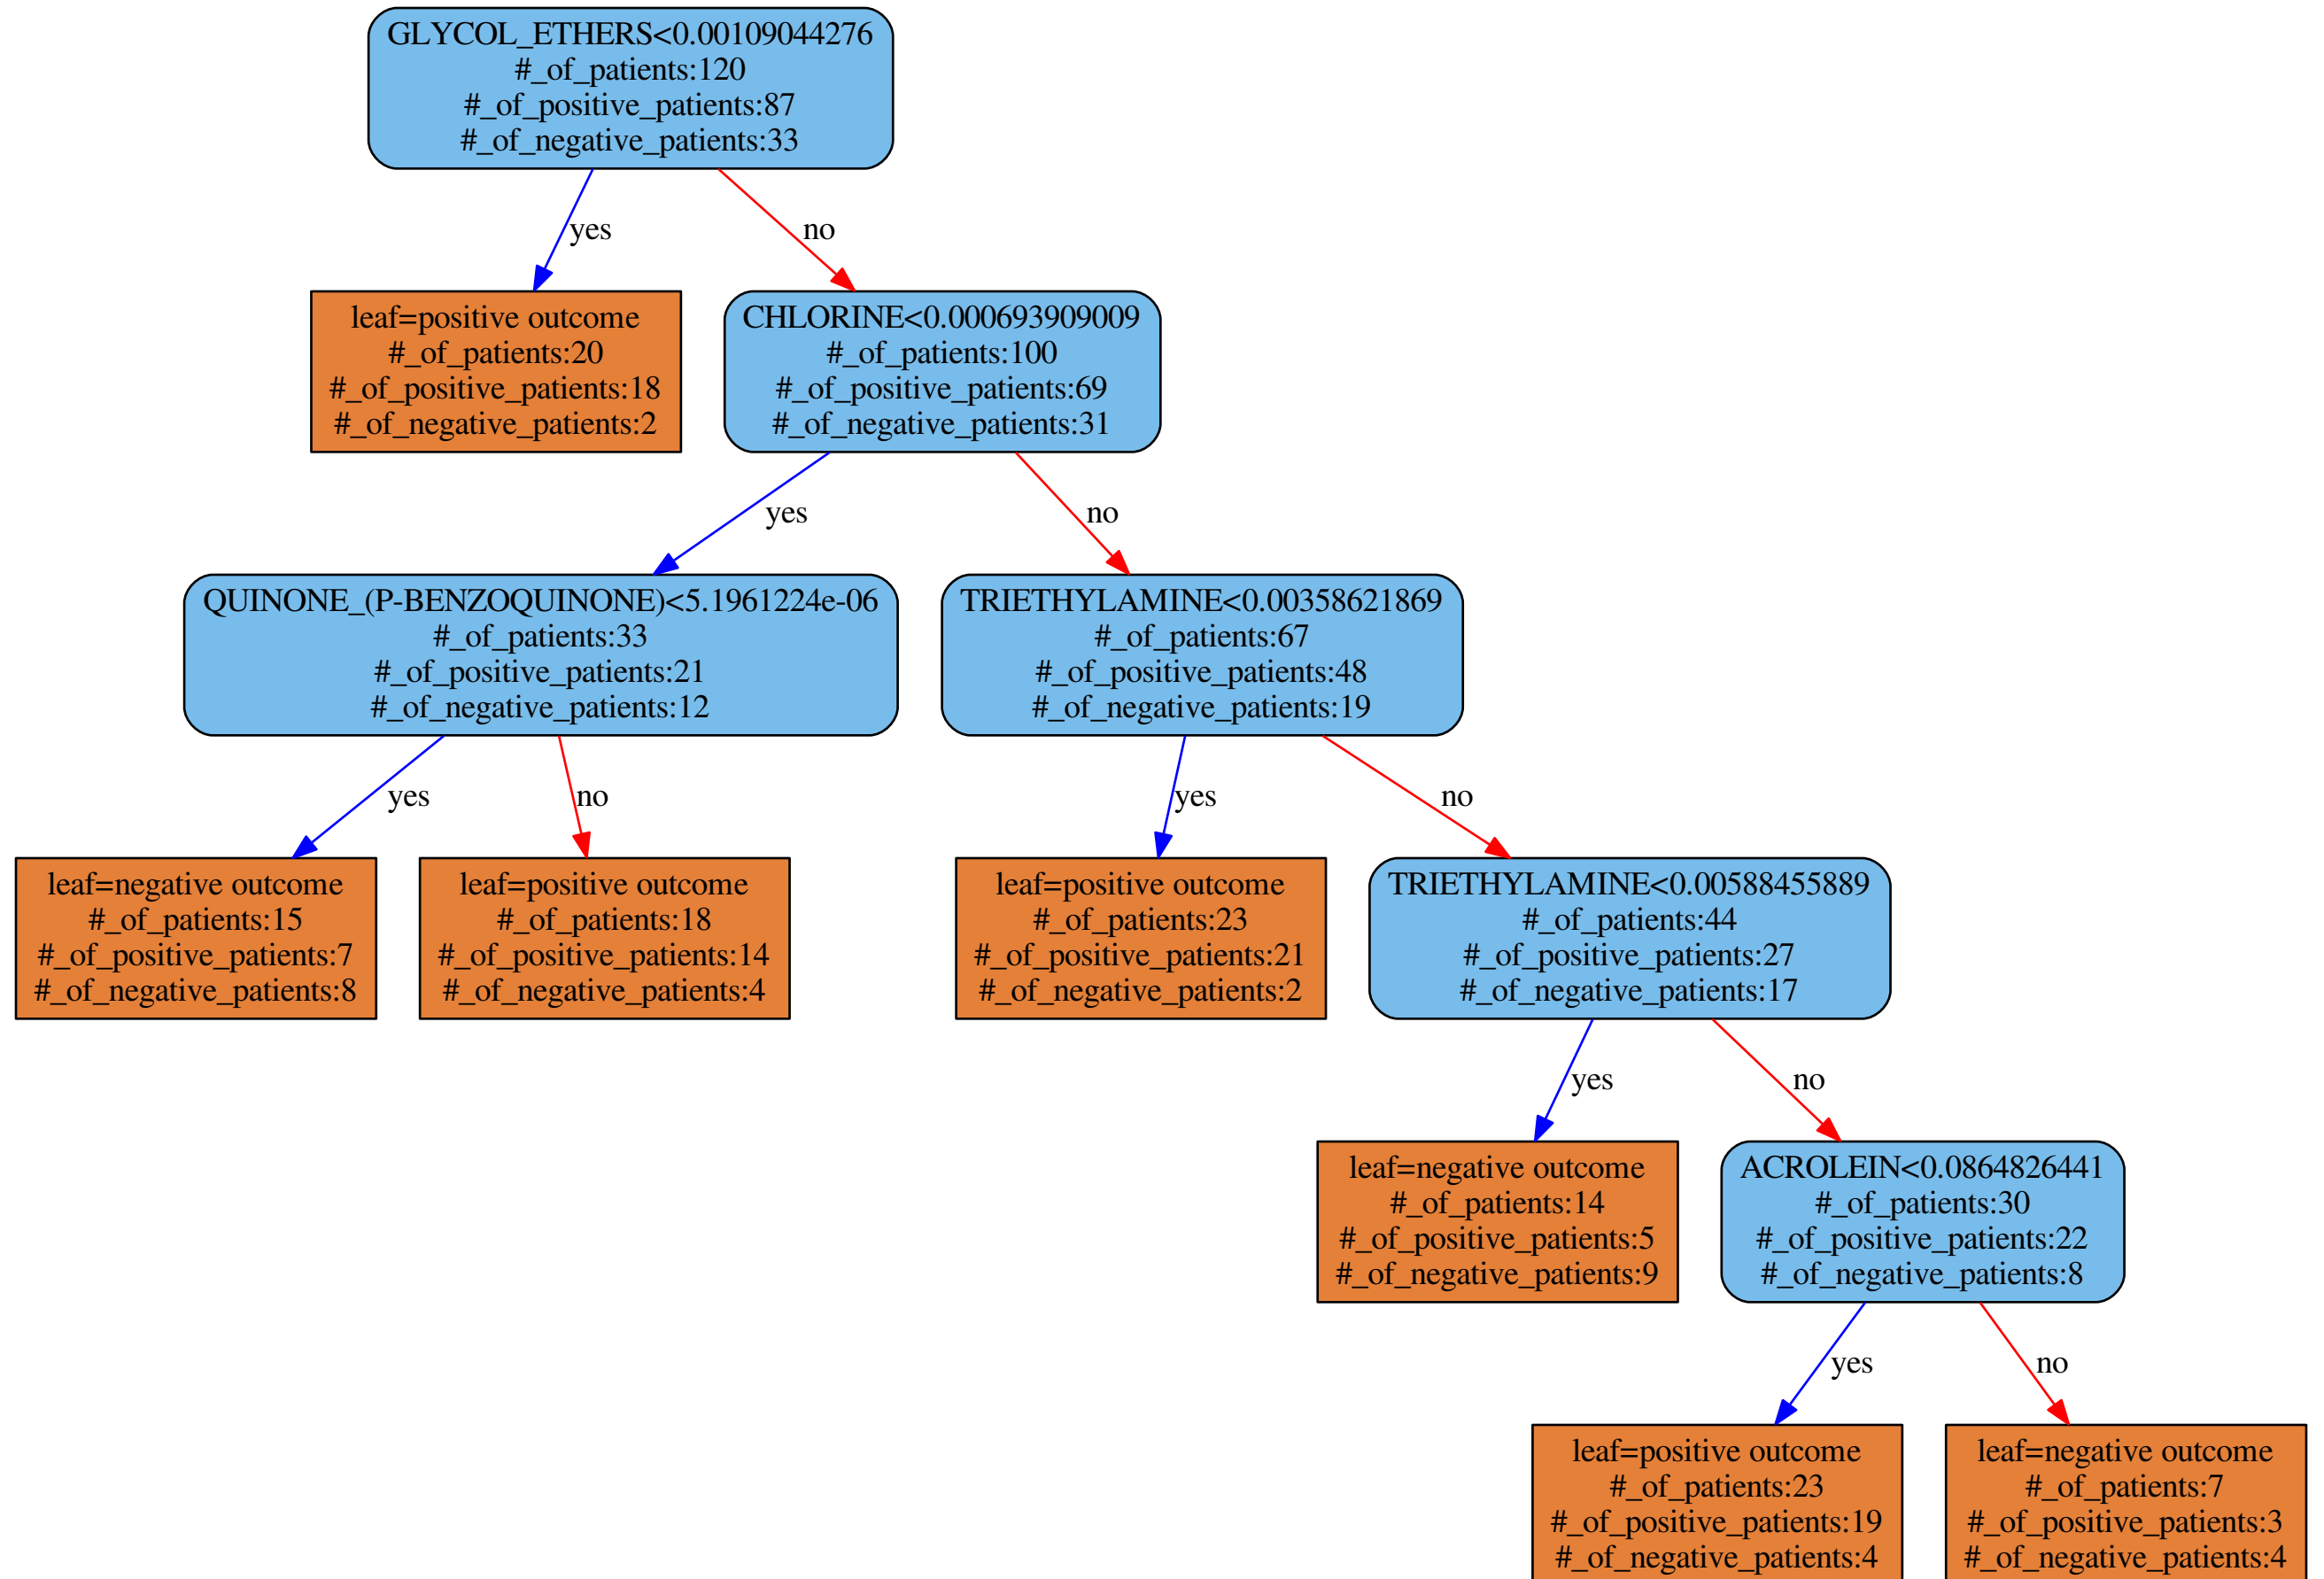 GLYCOL_ETHERS<0.00109044276
#_of_patients:120
#_of_positive_patients:87
#_of_negative_patients:33
yes
no
leaf=positive outcome
#_of_patients:20
#_of_positive_patients:18
#_of_negative_patients:2
CHLORINE<0.000693909009
#_of_patients:100
#_of_positive_patients:69
#_of_negative_patients:31
yes
no
QUINONE_(P-BENZOQUINONE)<5.1961224e-06
#_of_patients:33
#_of_positive_patients:21
#_of_negative_patients:12
TRIETHYLAMINE<0.00358621869
#_of_patients:67
#_of_positive_patients:48
#_of_negative_patients:19
yes
no
yes
no
leaf=negative outcome
#_of_patients:15
#_of_positive_patients:7
#_of_negative_patients:8
leaf=positive outcome
#_of_patients:18
#_of_positive_patients:14
#_of_negative_patients:4
leaf=positive outcome
#_of_patients:23
#_of_positive_patients:21
#_of_negative_patients:2
TRIETHYLAMINE<0.00588455889
#_of_patients:44
#_of_positive_patients:27
#_of_negative_patients:17
yes
no
leaf=negative outcome
#_of_patients:14
#_of_positive_patients:5
#_of_negative_patients:9
ACROLEIN<0.0864826441
#_of_patients:30
#_of_positive_patients:22
#_of_negative_patients:8
yes
no
leaf=positive outcome
#_of_patients:23
#_of_positive_patients:19
#_of_negative_patients:4
leaf=negative outcome
#_of_patients:7
#_of_positive_patients:3
#_of_negative_patients:4